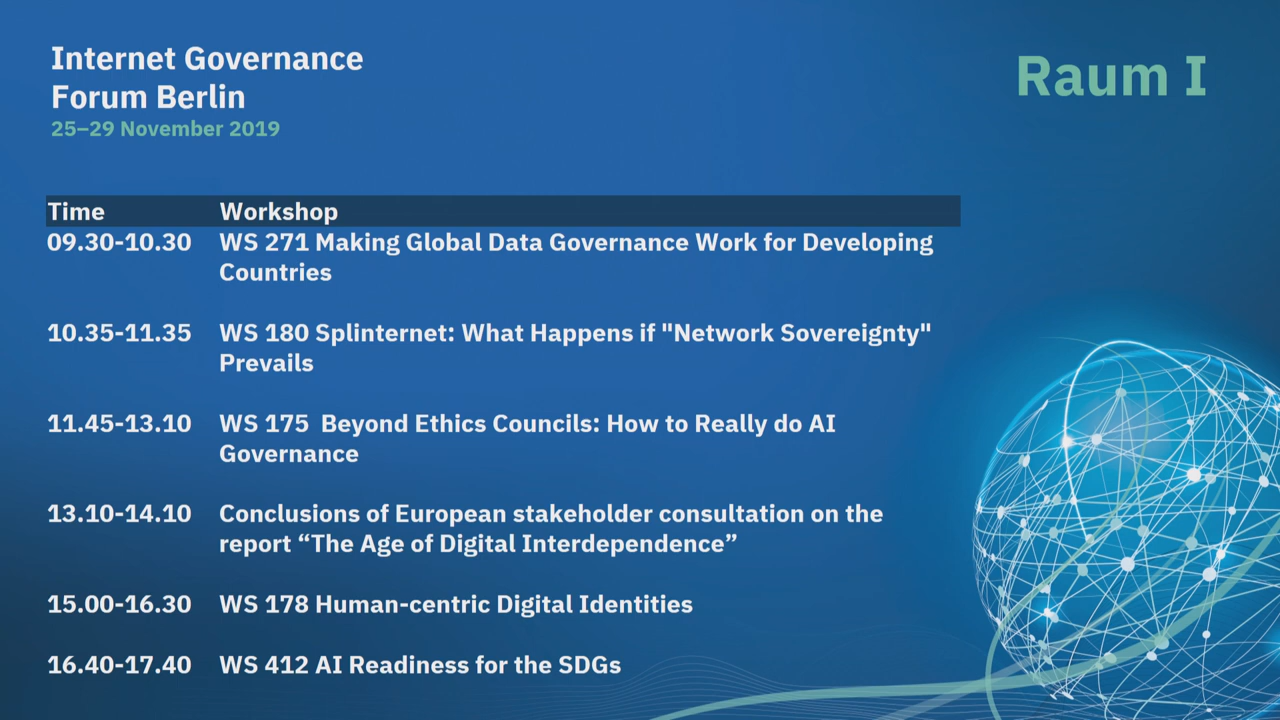 Internet Governance
Forum Berlin
25–29 November 2019
Raum I
Time Workshop
09.30-10.30 WS 271 Making Global Data Governance Work for Developing
Countries
10.35-11.35 WS 180 Splinternet: What Happens if "Network Sovereignty"
Prevails
11.45-13.10 WS 175  Beyond Ethics Councils: How to Really do AI
Governance
13.10-14.10 Conclusions of European stakeholder consultation on the
report “The Age of Digital Interdependence”
15.00-16.30 WS 178 Human-centric Digital Identities
16.40-17.40 WS 412 AI Readiness for the SDGs